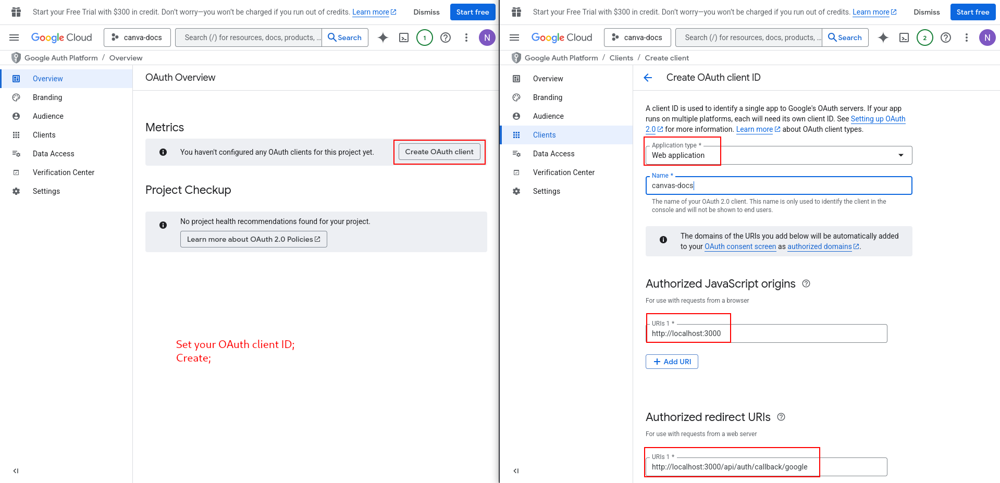 Start your Free Trial with $300 in credit. Don't worry—you won't be charged if you run out of credits. Learn more
Dismiss
Start free
Google Cloud
canva-docs
Search (/) for resources, docs, products, ...
Search
1
N
Google Auth Platform / Overview
Overview
Branding
Audience
Clients
Data Access
Verification Center
Settings
OAuth Overview
Metrics
You haven't configured any OAuth clients for this project yet.
Create OAuth client
Project Checkup
No project health recommendations found for your project.
Learn more about OAuth 2.0 Policies
Set your OAuth client ID;
Create;
Start your Free Trial with $300 in credit. Don't worry—you won't be charged if you run out of credits. Learn more
Dismiss
Start free
Google Cloud
canva-docs
Search (/) for resources, docs, products, ...
Search
2
N
Google Auth Platform / Clients / Create client
Overview
Branding
Audience
Clients
Data Access
Verification Center
Settings
Create OAuth client ID
A client ID is used to identify a single app to Google's OAuth servers. If your app
runs on multiple platforms, each will need its own client ID. See Setting up OAuth
2.0 for more information. Learn more about OAuth client types.
Application type *
Web application
Name *
canvas-docs
The name of your OAuth 2.0 client. This name is only used to identify the client in the
console and will not be shown to end users.
The domains of the URIs you add below will be automatically added
to your OAuth consent screen as authorized domains.
Authorized JavaScript origins
For use with requests from a browser
URIs 1 *
http://localhost:3000
Add URI
Authorized redirect URIs
For use with requests from a web server
URIs 1 *
http://localhost:3000/api/auth/callback/google